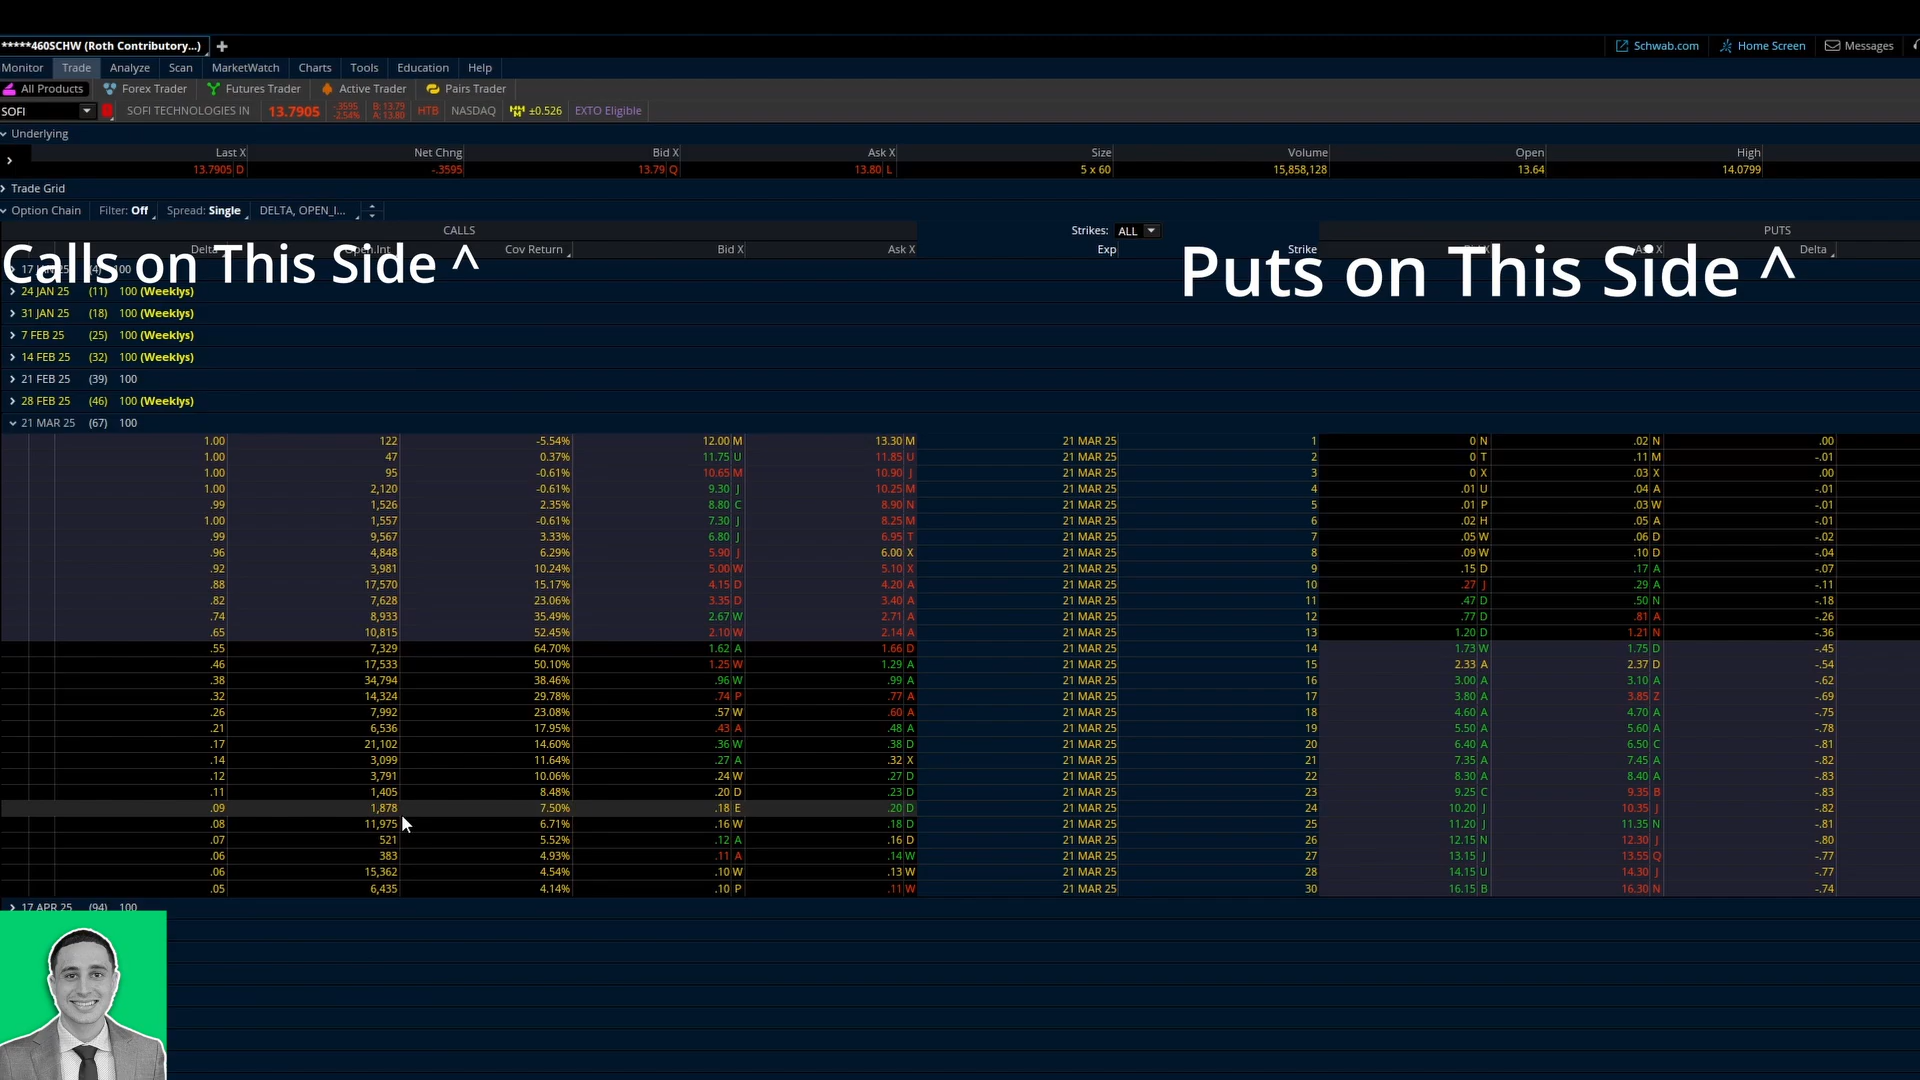 *****460SCHW (Roth Contributory...) +
Schwab.com Home Screen Messages
Monitor Trade Analyze Scan MarketWatch Charts Tools Education Help
All Products Forex Trader Futures Trader Active Trader Pairs Trader
SOFI SOFI TECHNOLOGIES IN 13.7905 -.3595 -2.54% B: 13.79 A: 13.80 HTB NASDAQ ±0.526 EXTO Eligible
Underlying
Last X Net Chng Bid X Ask X Size Volume Open High
13.7905 D -.3595 13.79 Q 13.80 L 5 x 60 15,858,128 13.64 14.0799
Trade Grid
Option Chain Filter: Off Spread: Single DELTA, OPEN_I...
CALLS Strikes: ALL PUTS
Delta Open.Int Cov Return Bid X Ask X Exp Strike Delta
Calls on This Side ^ Puts on This Side ^
17 JAN 25 (4) 100
24 JAN 25 (11) 100 (Weeklys)
31 JAN 25 (18) 100 (Weeklys)
7 FEB 25 (25) 100 (Weeklys)
14 FEB 25 (32) 100 (Weeklys)
21 FEB 25 (39) 100
28 FEB 25 (46) 100 (Weeklys)
21 MAR 25 (67) 100
1.00 122 -5.54% 12.00 M 13.30 M 21 MAR 25 1 0 N .02 N .00
1.00 47 0.37% 11.75 U 11.85 U 21 MAR 25 2 0 T .11 M -.01
1.00 95 -0.61% 10.65 M 10.90 J 21 MAR 25 3 0 X .03 X .00
1.00 2,120 -0.61% 9.30 J 10.25 M 21 MAR 25 4 .01 U .04 A -.01
.99 1,526 2.35% 8.80 C 8.90 N 21 MAR 25 5 .01 P .03 W -.01
1.00 1,557 -0.61% 7.30 J 8.25 M 21 MAR 25 6 .02 H .05 A -.01
.99 9,567 3.33% 6.80 J 6.95 T 21 MAR 25 7 .05 W .06 D -.02
.96 4,848 6.29% 5.90 J 6.00 X 21 MAR 25 8 .09 W .10 D -.04
.92 3,981 10.24% 5.00 W 5.10 X 21 MAR 25 9 .15 D .17 A -.07
.88 17,570 15.17% 4.15 D 4.20 A 21 MAR 25 10 .27 J .29 A -.11
.82 7,628 23.06% 3.35 D 3.40 A 21 MAR 25 11 .47 D .50 N -.18
.74 8,933 35.49% 2.67 W 2.71 A 21 MAR 25 12 .77 D .81 A -.26
.65 10,815 52.45% 2.10 W 2.14 A 21 MAR 25 13 1.20 D 1.21 N -.36
.55 7,329 64.70% 1.62 A 1.66 D 21 MAR 25 14 1.73 W 1.75 D -.45
.46 17,533 50.10% 1.25 W 1.29 A 21 MAR 25 15 2.33 A 2.37 D -.54
.38 34,794 38.46% .96 W .99 A 21 MAR 25 16 3.00 A 3.10 A -.62
.32 14,324 29.78% .74 P .77 A 21 MAR 25 17 3.80 A 3.85 Z -.69
.26 7,992 23.08% .57 W .60 A 21 MAR 25 18 4.60 A 4.70 A -.75
.21 6,536 17.95% .43 A .48 A 21 MAR 25 19 5.50 A 5.60 A -.78
.17 21,102 14.60% .36 W .38 D 21 MAR 25 20 6.40 A 6.50 C -.81
.14 3,099 11.64% .27 A .32 X 21 MAR 25 21 7.35 A 7.45 A -.82
.12 3,791 10.06% .24 W .27 D 21 MAR 25 22 8.30 A 8.40 A -.83
.11 1,405 8.48% .20 D .23 D 21 MAR 25 23 9.25 C 9.35 B -.83
.09 1,878 7.50% .18 E .20 D 21 MAR 25 24 10.20 J 10.35 J -.82
.08 11,975 6.71% .16 W .18 D 21 MAR 25 25 11.20 J 11.35 N -.81
.07 521 5.52% .12 A .16 D 21 MAR 25 26 12.15 N 12.30 J -.80
.06 383 4.93% .11 A .14 W 21 MAR 25 27 13.15 J 13.55 Q -.77
.06 15,362 4.54% .10 W .13 W 21 MAR 25 28 14.15 U 14.30 J -.77
.05 6,435 4.14% .10 P .11 W 21 MAR 25 30 16.15 B 16.30 N -.74
17 APR 25 (94) 100